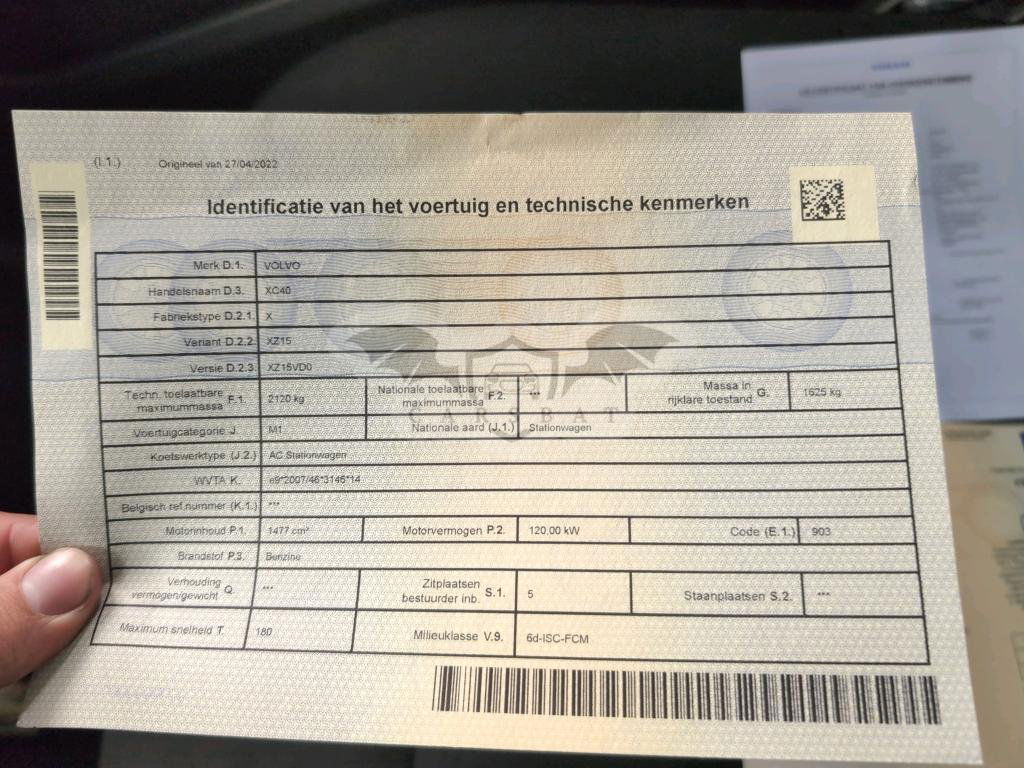 (I.1.) Origineel van 27/04/2022
Identificatie van het voertuig en technische kenmerken
Merk D.1. VOLVO
Handelsnaam D.3. XC40
Fabriekstype D.2.1. X
Variant D.2.2. XZ15
Versie D.2.3. XZ15VD0
Techn. toelaatbare maximummassa F.1. 2120 kg Nationale toelaatbare maximummassa F.2. *** Massa in rijklare toestand G. 1625 kg
CARSBAT
Voertuigcategorie J. M1 Nationale aard (J.1.) Stationwagen
Koetswerktype (J.2.) AC Stationwagen
WVTA K. e9*2007/46*3146*14
Belgisch ref.nummer (K.1.) ***
Motorinhoud P.1. 1477 cm³ Motorvermogen P.2. 120.00 kW Code (E.1.) 903
Brandstof P.3. Benzine
Verhouding vermogen/gewicht Q. *** Zitplaatsen bestuurder inb. S.1. 5 Staanplaatsen S.2. ***
Maximum snelheid T. 180 Milieuklasse V.9. 6d-ISC-FCM